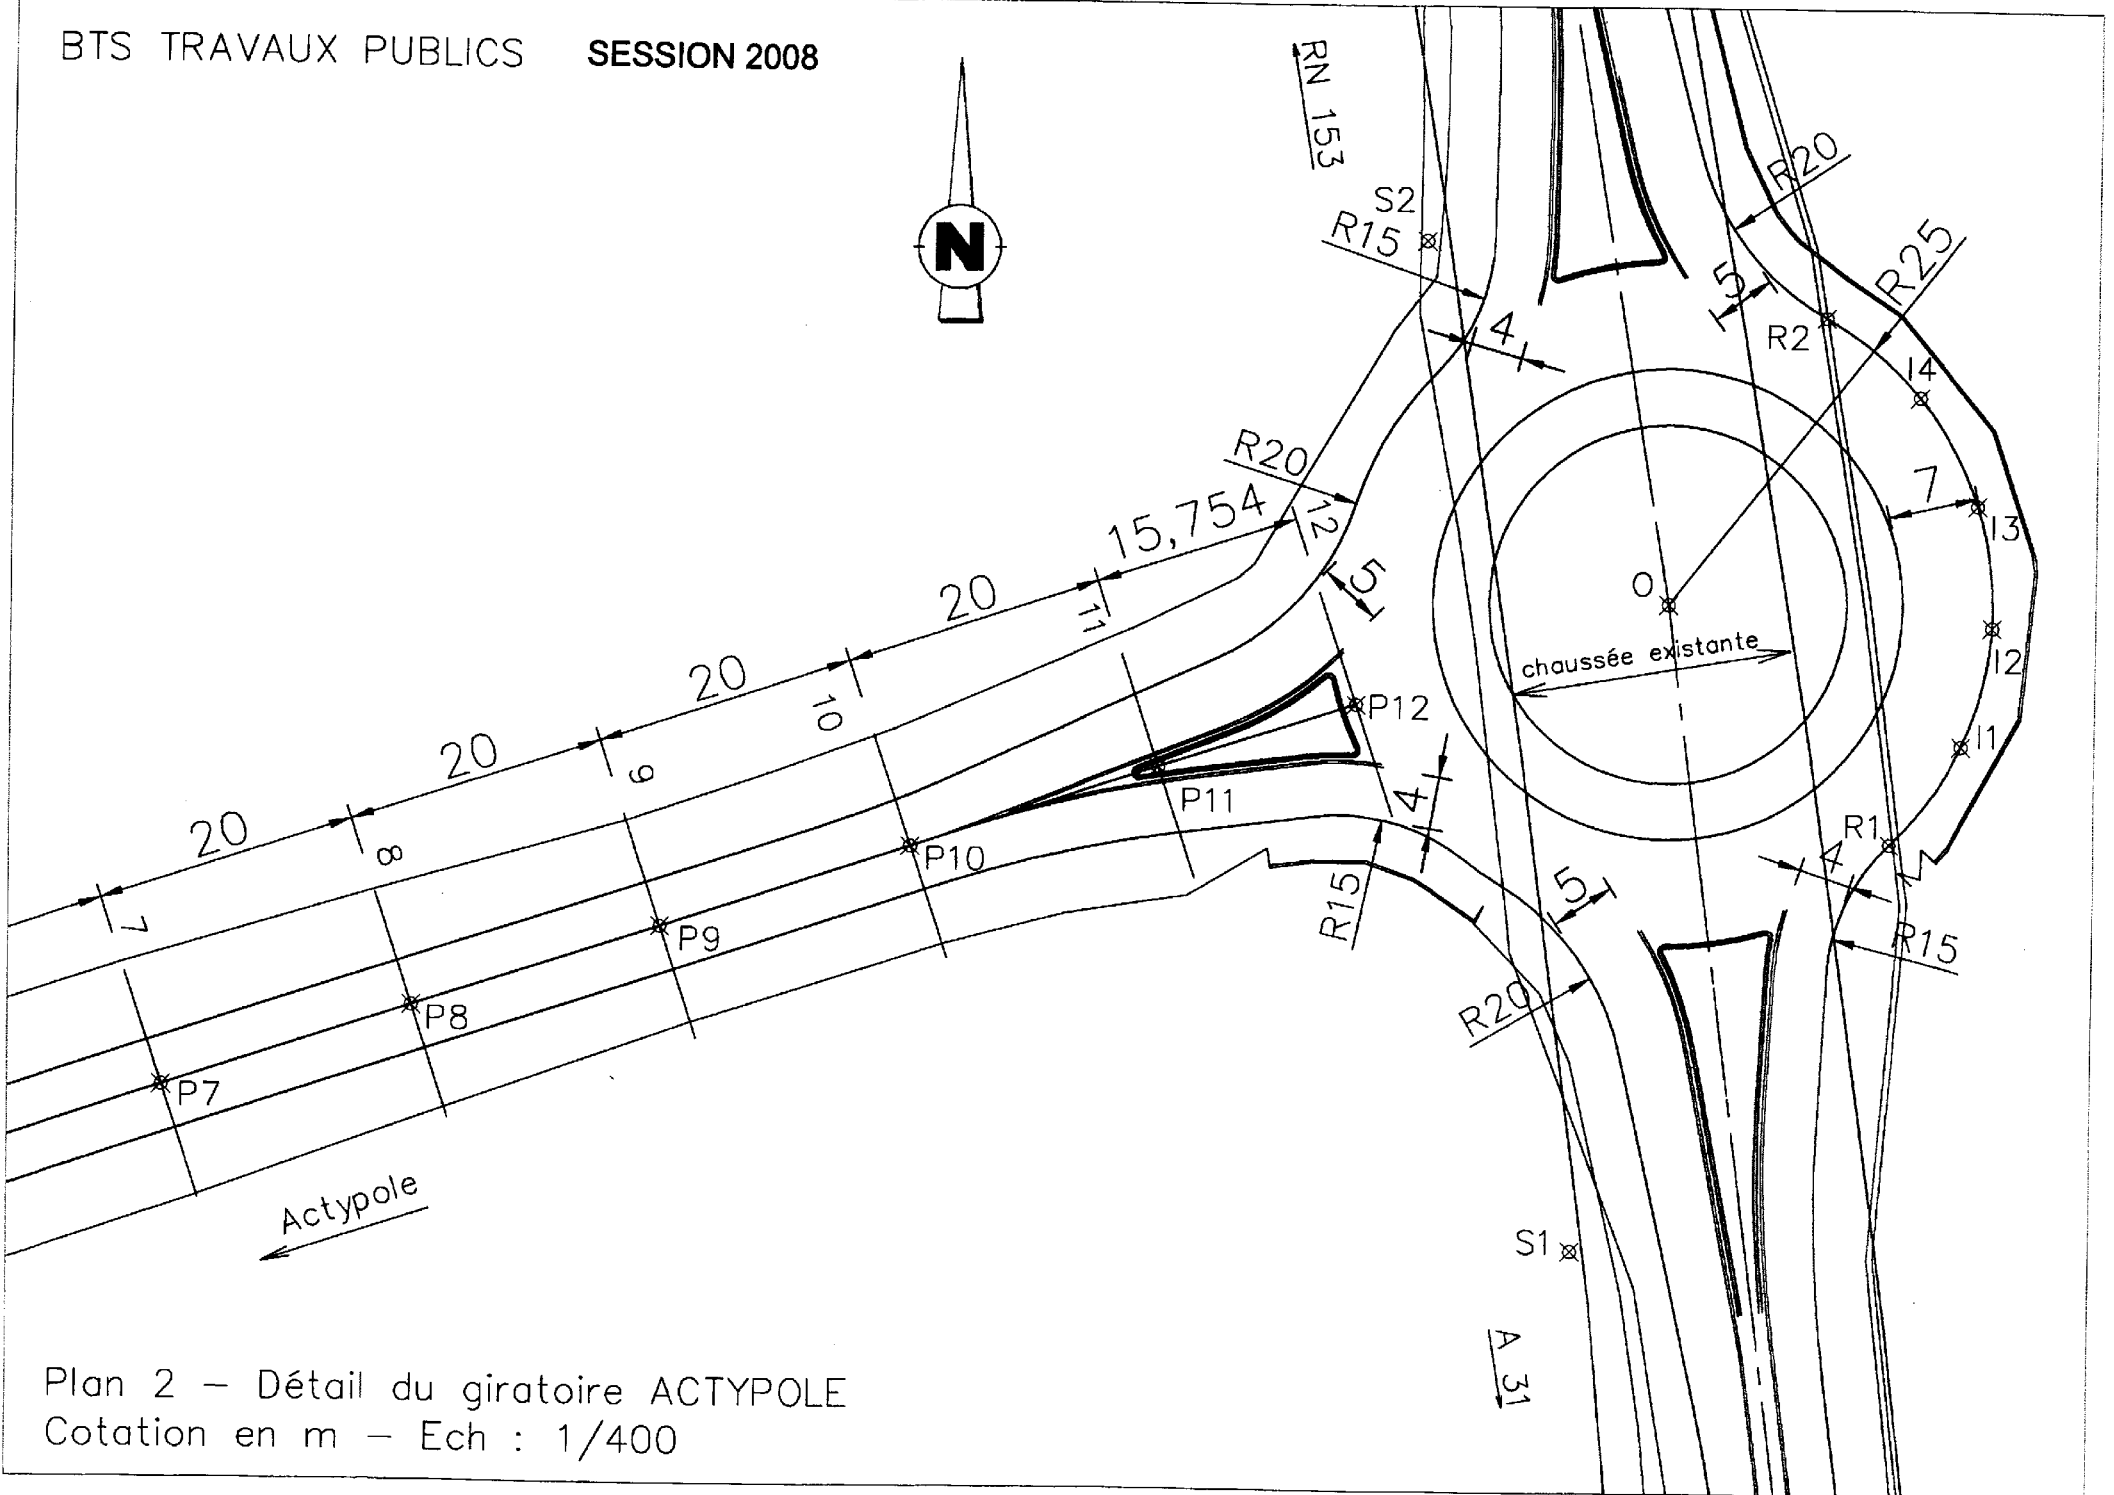 BTS TRAVAUX PUBLICS SESSION 2008
N
RN 153
S2
R15
R20
R25
5
4
R2
I4
7
I3
R20
12
15,754
5
O
20
11
chaussée existante
I2
20
10
P12
I1
20
9
P11
4
R1
20
8
P10
R15
5
4
7
P9
R15
P8
R20
P7
Actypole
S1
A 31
Plan 2 – Détail du giratoire ACTYPOLE
Cotation en m – Ech : 1/400